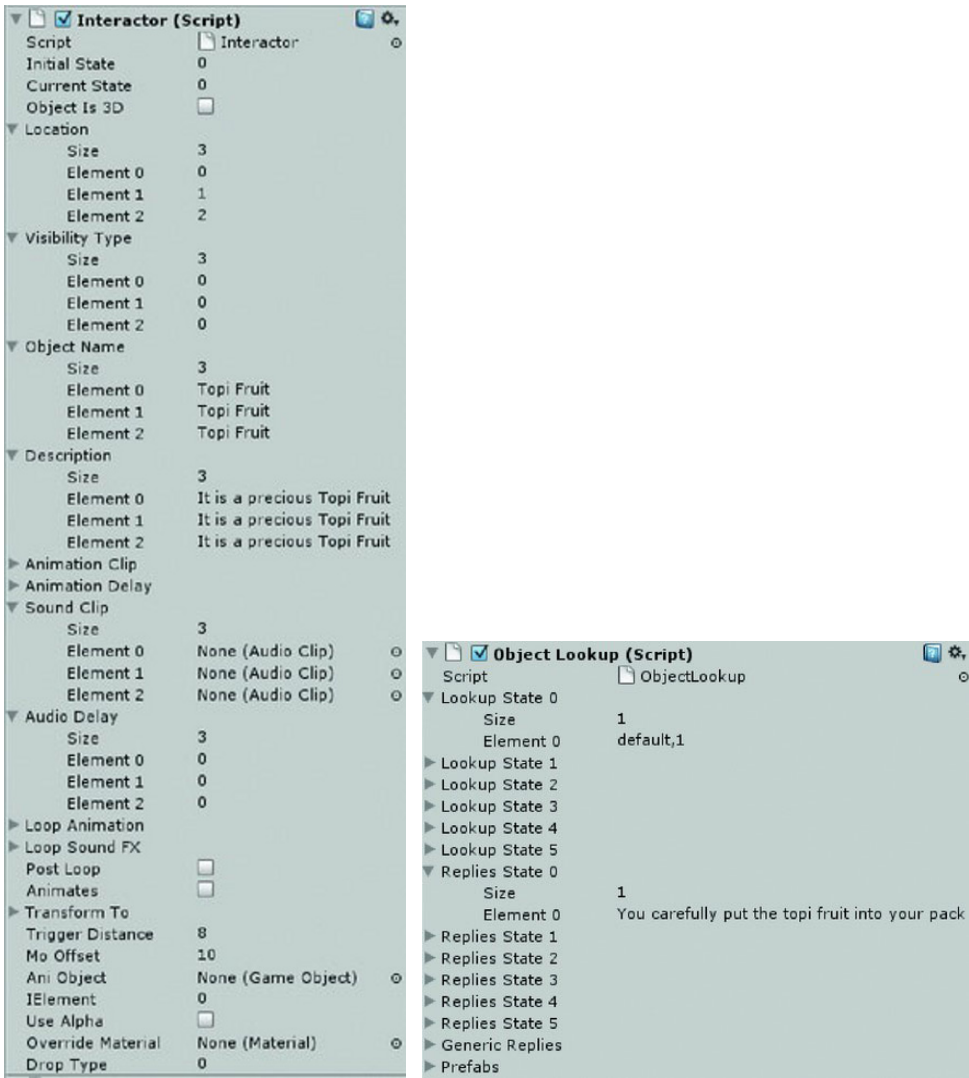 Interactor (Script)
Script Interactor
Initial State 0
Current State 0
Object Is 3D
Location
Size 3
Element 0 0
Element 1 1
Element 2 2
Visibility Type
Size 3
Element 0 0
Element 1 0
Element 2 0
Object Name
Size 3
Element 0 Topi Fruit
Element 1 Topi Fruit
Element 2 Topi Fruit
Description
Size 3
Element 0 It is a precious Topi Fruit
Element 1 It is a precious Topi Fruit
Element 2 It is a precious Topi Fruit
Animation Clip
Animation Delay
Sound Clip
Size 3
Element 0 None (Audio Clip)
Element 1 None (Audio Clip)
Element 2 None (Audio Clip)
Audio Delay
Size 3
Element 0 0
Element 1 0
Element 2 0
Loop Animation
Loop Sound FX
Post Loop
Animates
Transform To
Trigger Distance 8
Mo Offset 10
Ani Object None (Game Object)
IElement 0
Use Alpha
Override Material None (Material)
Drop Type 0
Object Lookup (Script)
Script ObjectLookup
Lookup State 0
Size 1
Element 0 default,1
Lookup State 1
Lookup State 2
Lookup State 3
Lookup State 4
Lookup State 5
Replies State 0
Size 1
Element 0 You carefully put the topi fruit into your pack
Replies State 1
Replies State 2
Replies State 3
Replies State 4
Replies State 5
Generic Replies
Prefabs